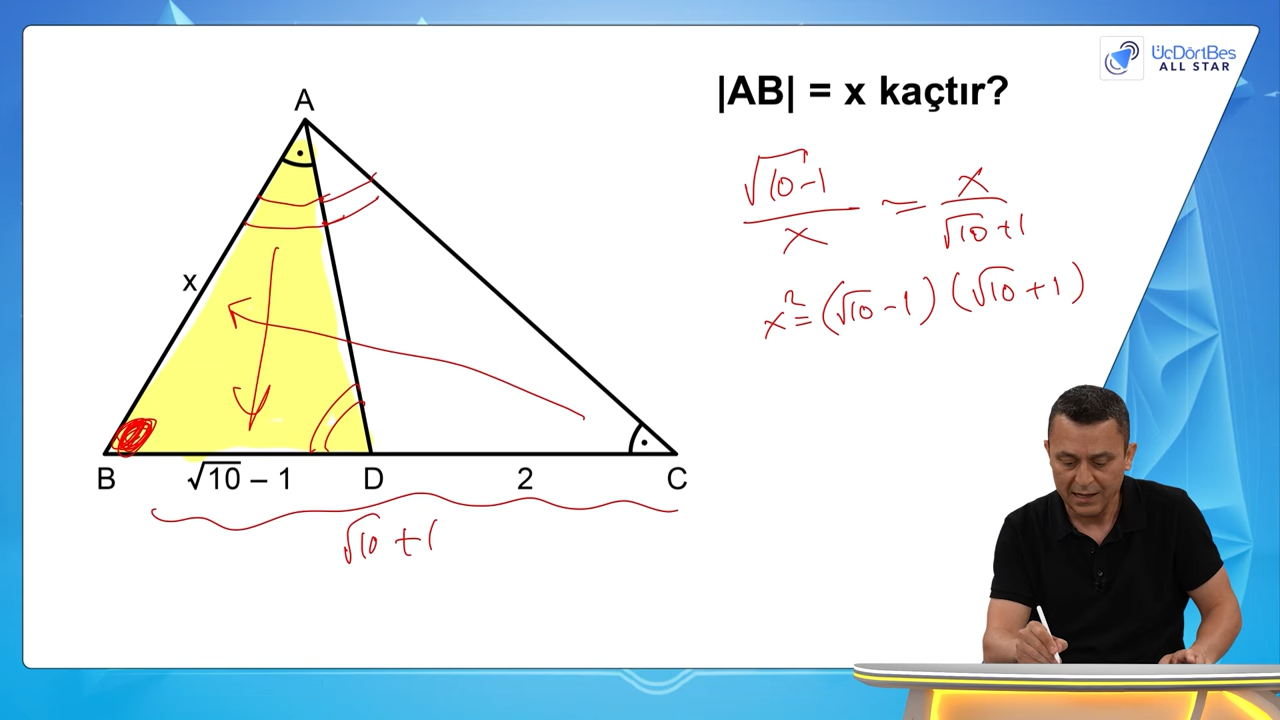 ÜçDörtBeş
ALL STAR
|AB| = x kaçtır?
A
x
B
√10 – 1
D
2
C
√10 + 1
√10 - 1 / x = x / √10 + 1
x² = (√10 - 1) (√10 + 1)